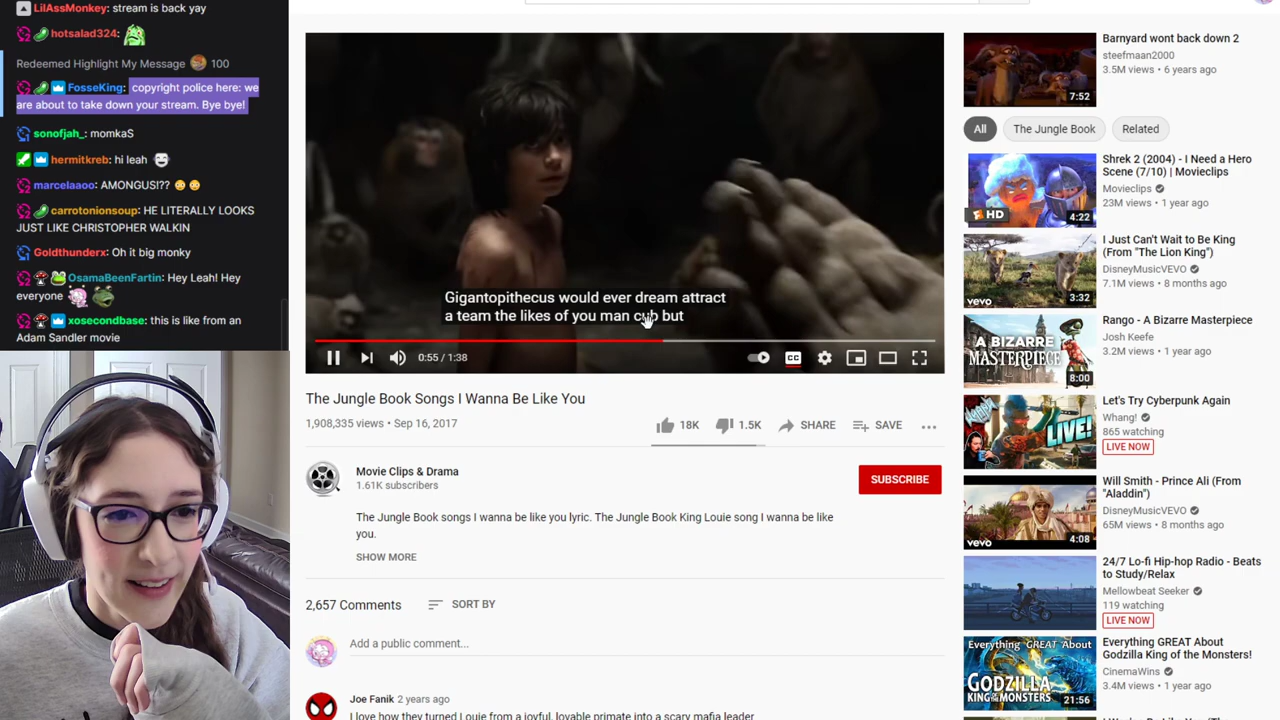 LilAssMonkey: stream is back yay
hotsalad324:
Redeemed Highlight My Message 100
FosseKing: copyright police here: we
are about to take down your stream. Bye bye!
sonofjah_: momkaS
hermitkreb: hi leah
marcelaaoo: AMONGUS!??
carrotonionsoup: HE LITERALLY LOOKS
JUST LIKE CHRISTOPHER WALKIN
Goldthunderx: Oh it big monky
OsamaBeenFartin: Hey Leah! Hey
everyone
xosecondbase: this is like from an
Adam Sandler movie
Gigantopithecus would ever dream attract
a team the likes of you man cub but
0:55 / 1:38
CC
The Jungle Book Songs I Wanna Be Like You
1,908,335 views • Sep 16, 2017
18K
1.5K
SHARE
SAVE
Movie Clips & Drama
1.61K subscribers
SUBSCRIBE
The Jungle Book songs I wanna be like you lyric. The Jungle Book King Louie song I wanna be like
you.
SHOW MORE
2,657 Comments
SORT BY
Add a public comment...
Joe Fanik 2 years ago
I love how they turned Louie from a joyful, lovable primate into a scary mafia leader
7:52
Barnyard wont back down 2
steefmaan2000
3.5M views • 6 years ago
All
The Jungle Book
Related
HD
4:22
Shrek 2 (2004) - I Need a Hero
Scene (7/10) | Movieclips
Movieclips
23M views • 1 year ago
vevo
3:32
I Just Can't Wait to Be King
(From "The Lion King")
DisneyMusicVEVO
7.1M views • 8 months ago
A BIZARRE
MASTERPIECE
8:00
Rango - A Bizarre Masterpiece
Josh Keefe
3.2M views • 1 year ago
LIVE!
Let's Try Cyberpunk Again
Whang!
865 watching
LIVE NOW
vevo
4:08
Will Smith - Prince Ali (From
"Aladdin")
DisneyMusicVEVO
65M views • 8 months ago
24/7 Lo-fi Hip-hop Radio - Beats
to Study/Relax
Mellowbeat Seeker
119 watching
LIVE NOW
Everything GREAT About
GODZILLA
KING OF THE MONSTERS!
21:56
Everything GREAT About
Godzilla King of the Monsters!
CinemaWins
3.4M views • 1 year ago